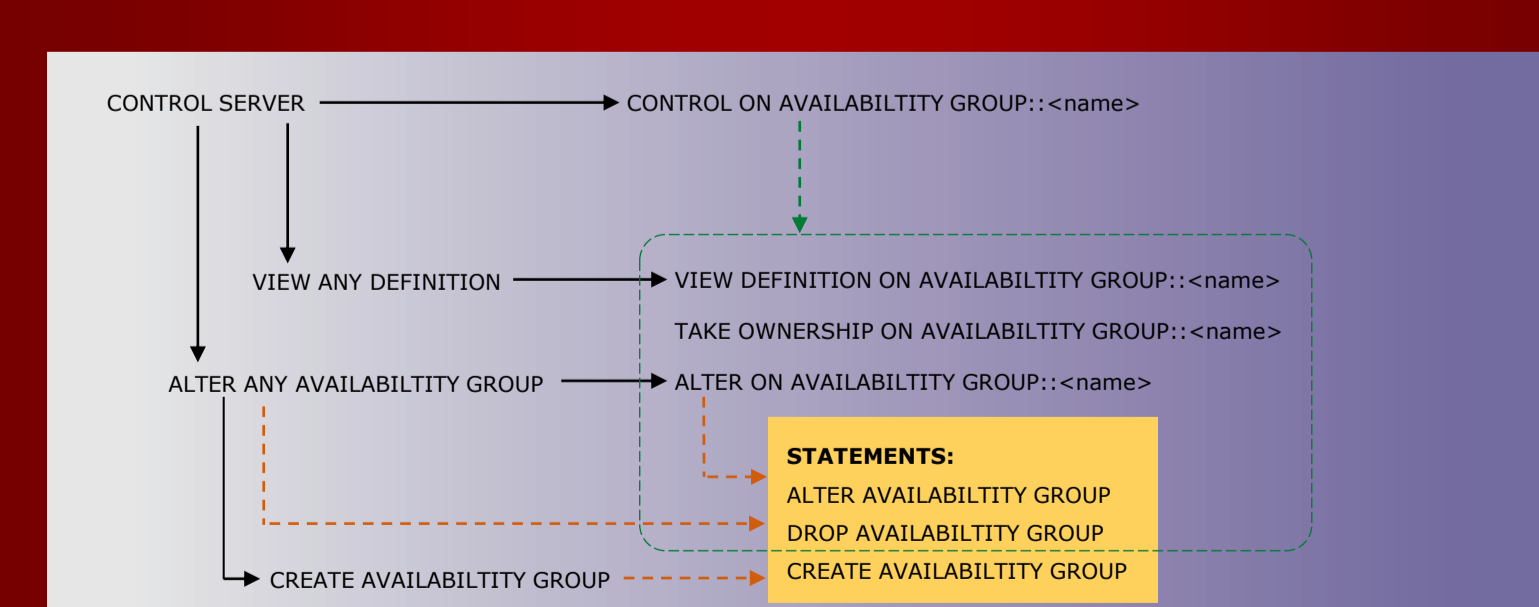 CONTROL SERVER
CONTROL ON AVAILABILTITY GROUP::<name>
VIEW ANY DEFINITION
VIEW DEFINITION ON AVAILABILTITY GROUP::<name>
TAKE OWNERSHIP ON AVAILABILTITY GROUP::<name>
ALTER ANY AVAILABILTITY GROUP
ALTER ON AVAILABILTITY GROUP::<name>
STATEMENTS:
ALTER AVAILABILTITY GROUP
DROP AVAILABILTITY GROUP
CREATE AVAILABILTITY GROUP
CREATE AVAILABILTITY GROUP